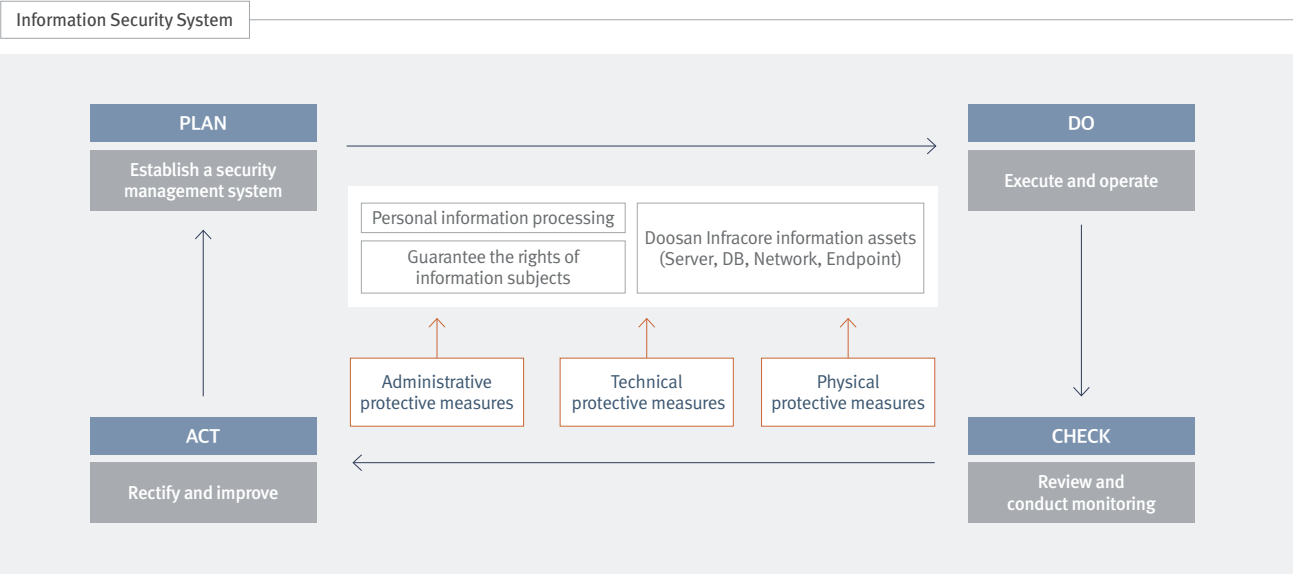 Information Security System
PLAN
Establish a security
management system
DO
Execute and operate
Personal information processing
Guarantee the rights of
information subjects
Doosan Infracore information assets
(Server, DB, Network, Endpoint)
Administrative
protective measures
Technical
protective measures
Physical
protective measures
ACT
Rectify and improve
CHECK
Review and
conduct monitoring